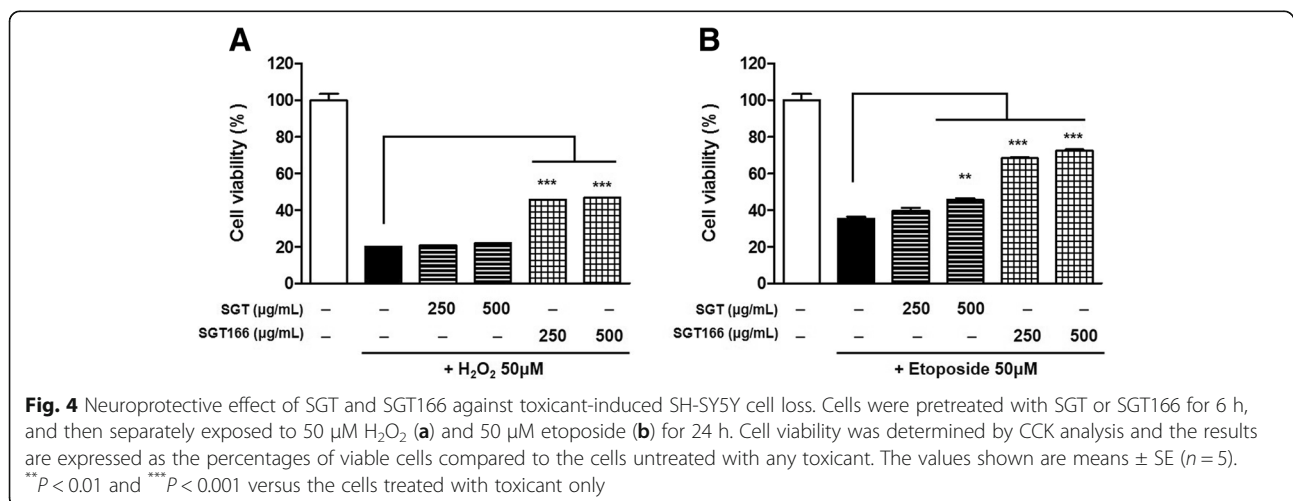 A
B
120
100
80
60
40
20
0
Cell viability (%)
***
***
120
100
80
60
40
20
0
Cell viability (% )
**
***
***
SGT (µg/mL) – – 250 500 – –
SGT166 (µg/mL) – – – – 250 500
+ H₂O₂ 50µM
– – 250 500 – –
– – – – 250 500
+ Etoposide 50µM
Fig. 4 Neuroprotective effect of SGT and SGT166 against toxicant-induced SH-SY5Y cell loss. Cells were pretreated with SGT or SGT166 for 6 h,
and then separately exposed to 50 μM H₂O₂ (a) and 50 μM etoposide (b) for 24 h. Cell viability was determined by CCK analysis and the results
are expressed as the percentages of viable cells compared to the cells untreated with any toxicant. The values shown are means ± SE (n = 5).
**P < 0.01 and ***P < 0.001 versus the cells treated with toxicant only